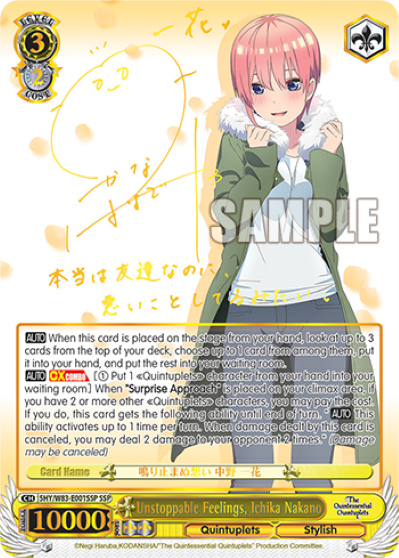 LEVEL
3
2
COST
一花
かな
はなざ
SAMPLE
本当は友達なのに、
悪いことしてるみたい。
AUTO When this card is placed on the stage from your hand, look at up to 3
cards from the top of your deck, choose up to 1 card from among them, put
it into your hand, and put the rest into your waiting room.
AUTO CXCOMBO [① Put 1 «Quintuplets» character from your hand into your
waiting room] When "Surprise Approach" is placed on your climax area, if
you have 2 or more other «Quintuplets» characters, you may pay the cost.
If you do, this card gets the following ability until end of turn. "AUTO This
ability activates up to 1 time per turn. When damage dealt by this card is
canceled, you may deal 2 damage to your opponent 2 times." (Damage
may be canceled)
Card Name 鳴り止まぬ想い 中野 一花
CH 5HY/W83-E001SSP SSP Unstoppable Feelings, Ichika Nakano
The Quintessential Quintuplets
10000
Quintuplets
Stylish
©Negi Haruba,KODANSHA/"The Quintessential Quintuplets" Production Committee